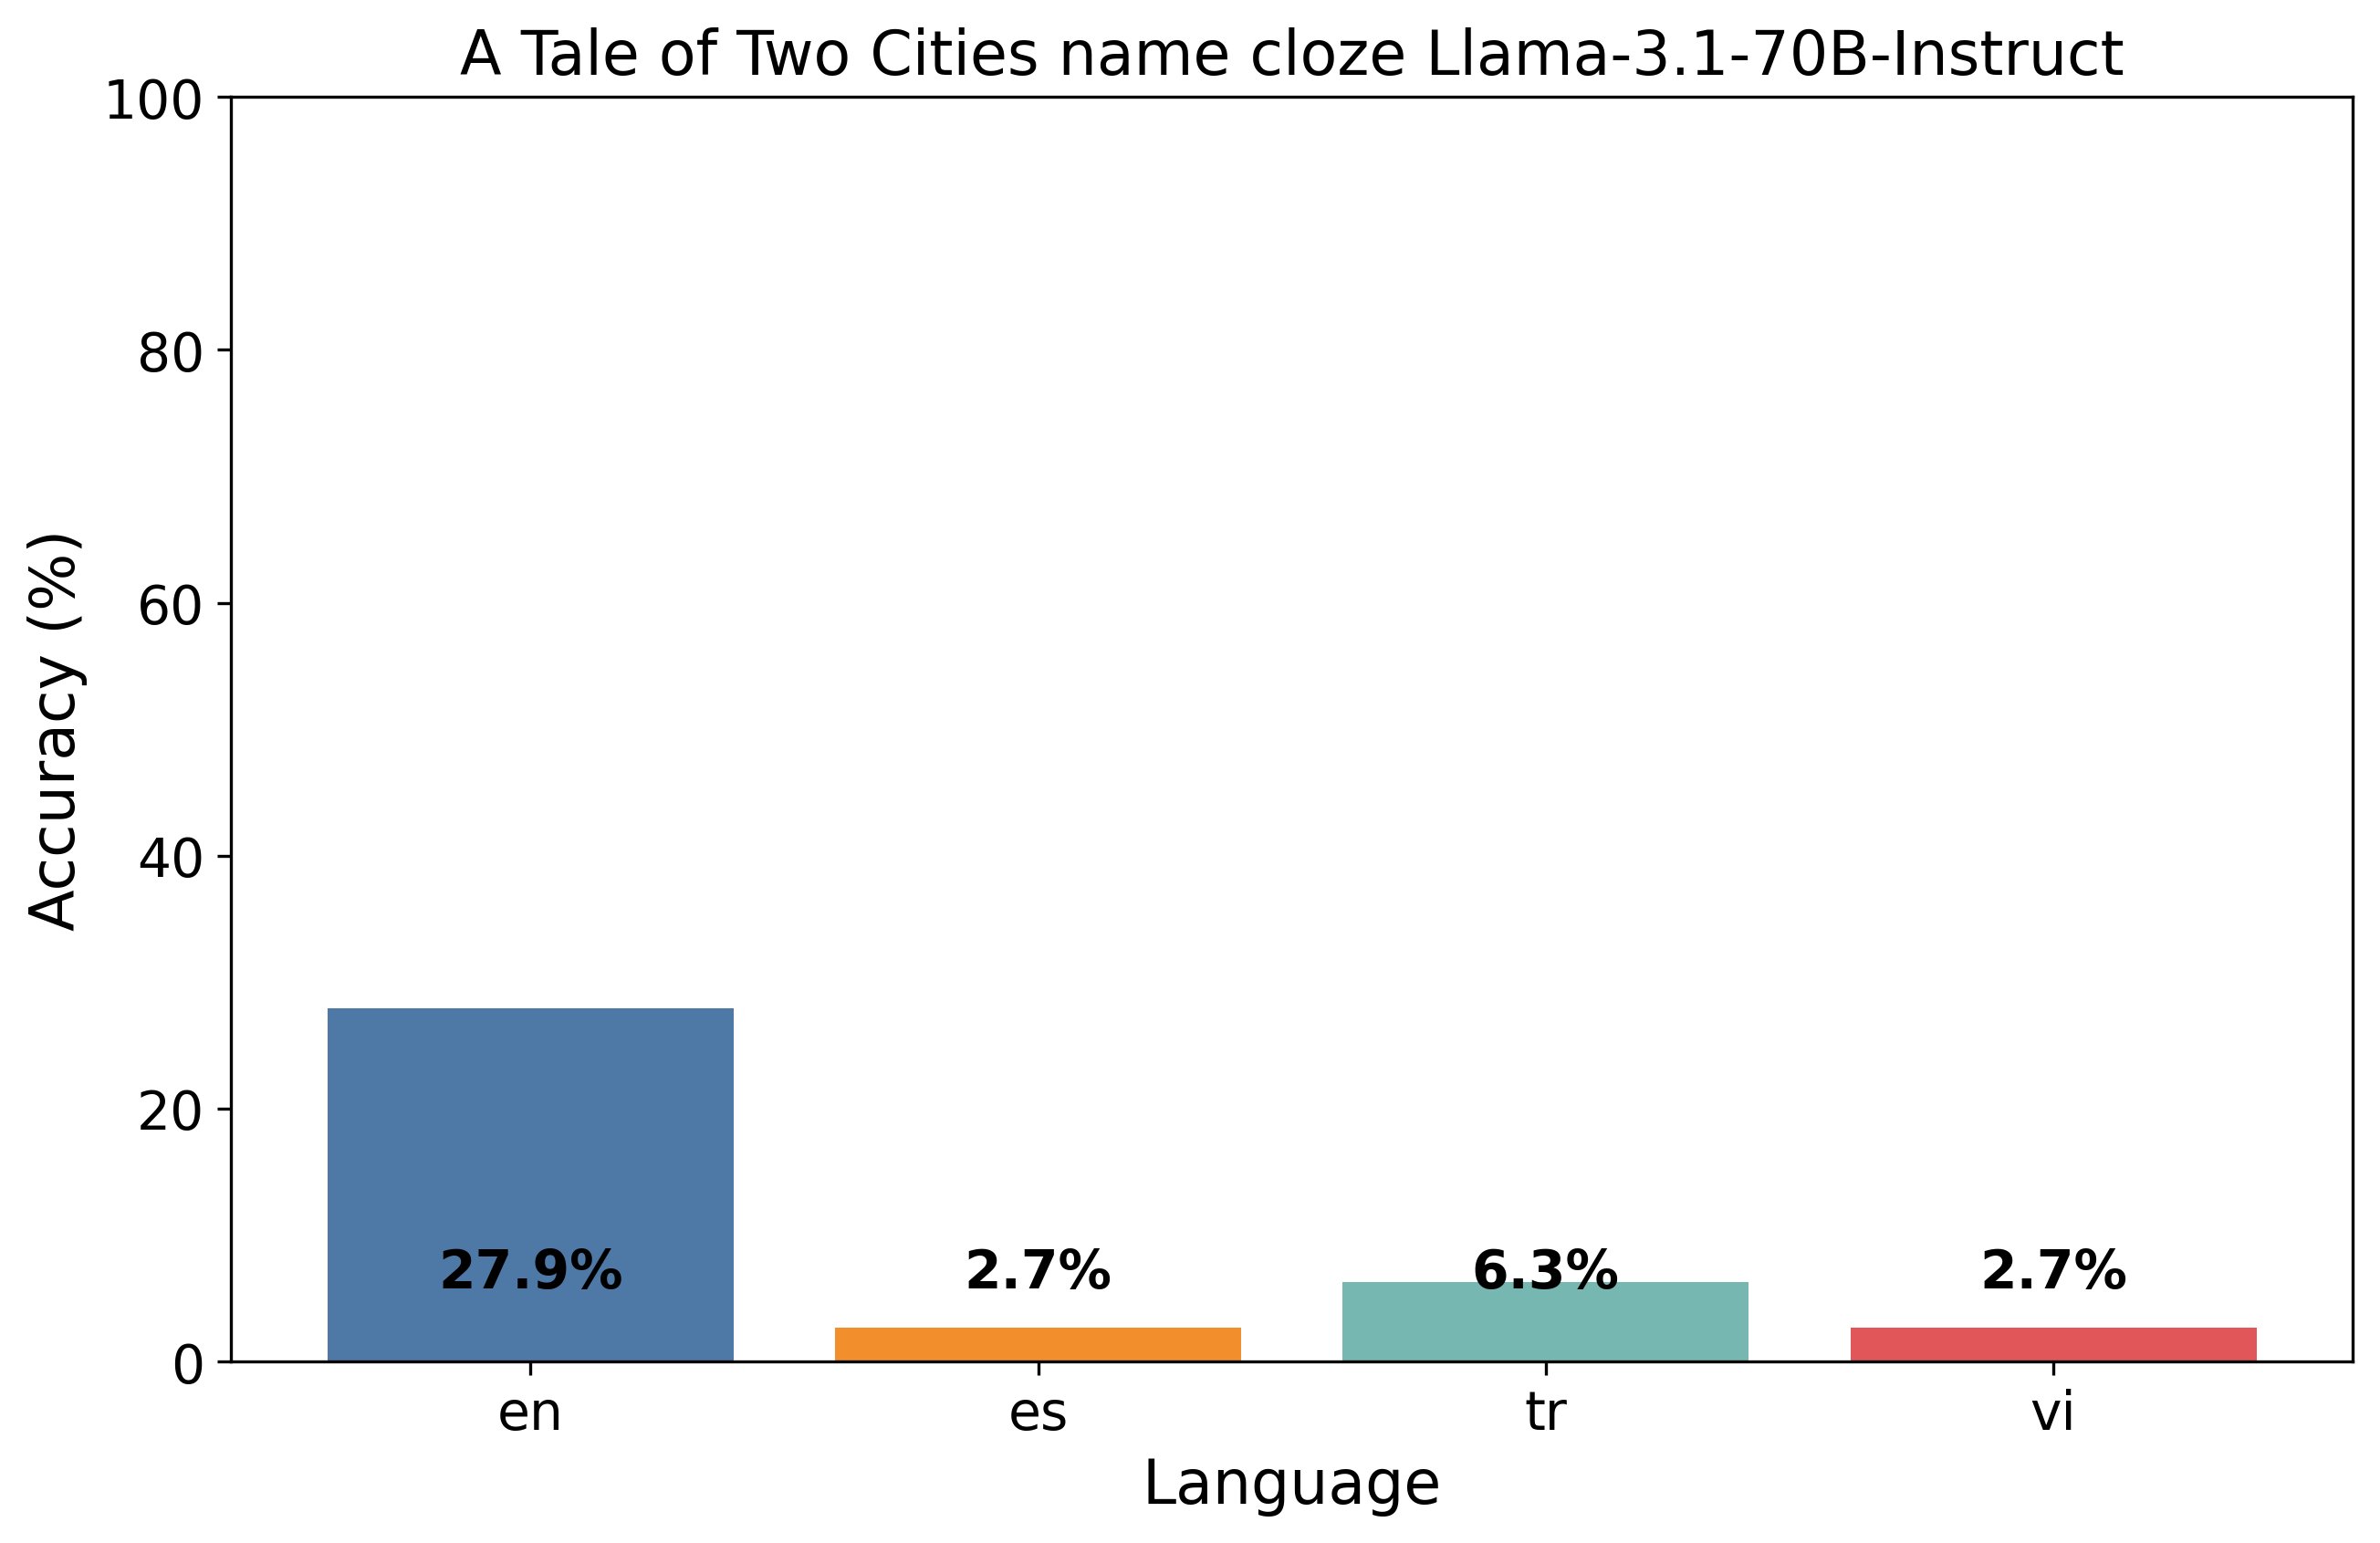 A Tale of Two Cities name cloze Llama-3.1-70B-Instruct
Accuracy (%)
100
80
60
40
20
0
27.9%
2.7%
6.3%
2.7%
en
es
tr
vi
Language